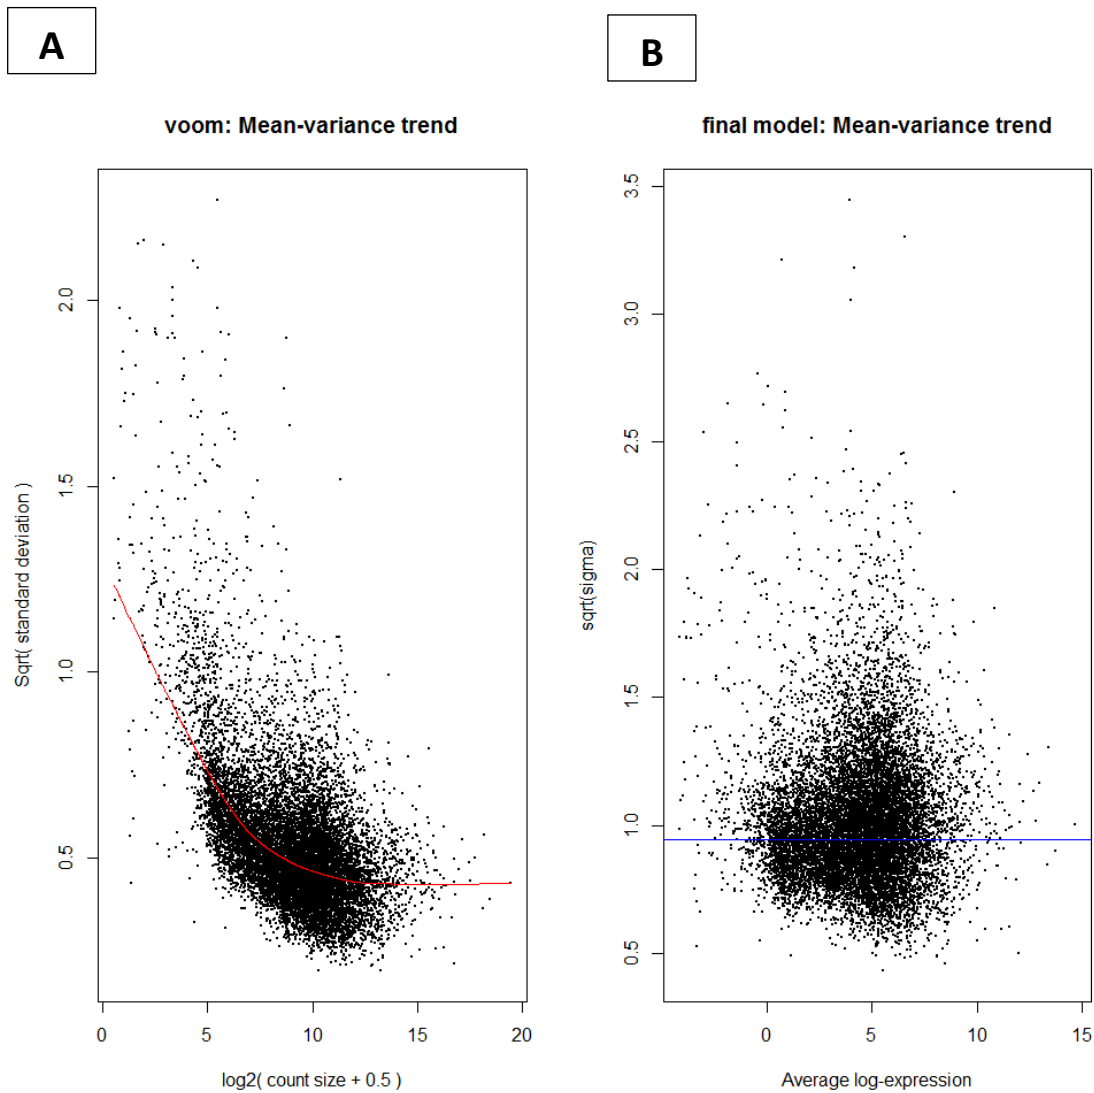 A
B
voom: Mean-variance trend
final model: Mean-variance trend
Sqrt( standard deviation )
2.0
1.5
1.0
0.5
0 5 10 15 20
log2( count size + 0.5 )
sqrt(sigma)
3.5
3.0
2.5
2.0
1.5
1.0
0.5
0 5 10 15
Average log-expression